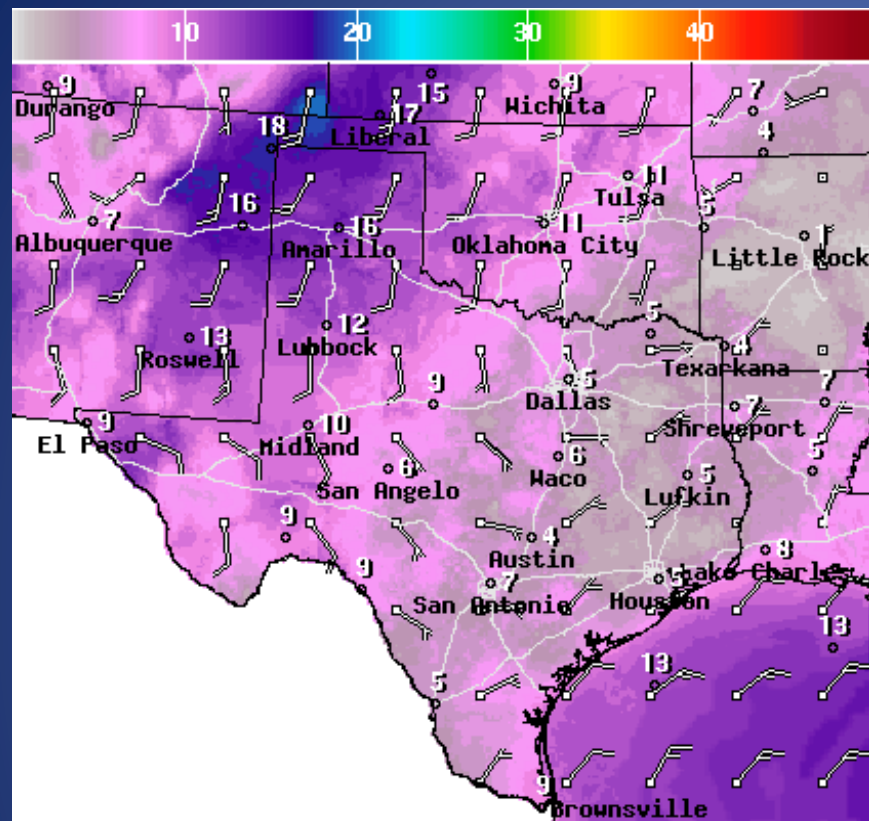 10 20 30 40
9 15 9 7
Durango Wichita
17
Liberal
18 4
11
Tulsa
7 16 16 11 5 1
Albuquerque Amarillo Oklahoma City Little Rock
13 12 5
Roswell Lubbock 4
Texarkana
5
9 Dallas 7 7
9 10 Shreveport
El Paso Midland
6 6 5 5
San Angelo Waco Lufkin
9 4 8
Austin
9 7 5 Lake Charles
San Antonio Houston
13
5 13
9
Brownsville